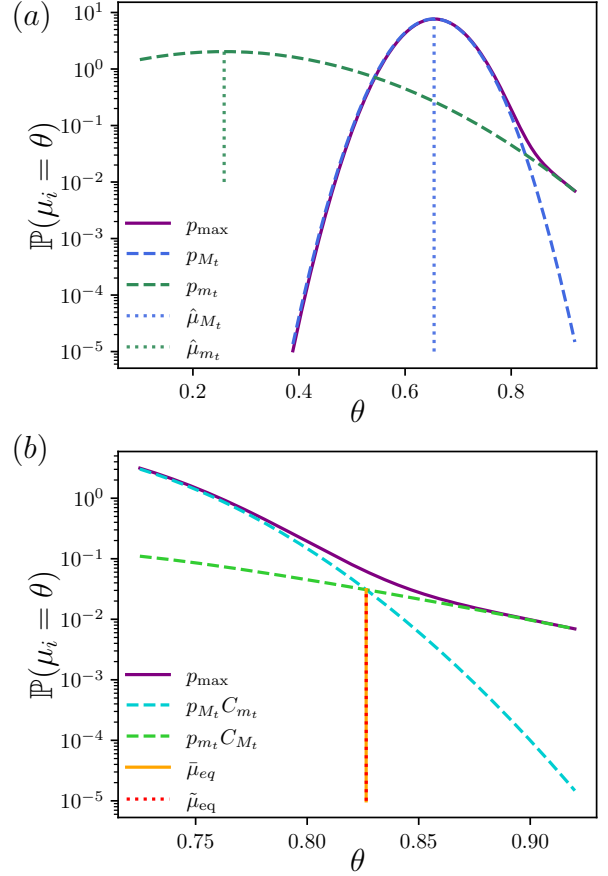 (a)
ℙ(μ_i = θ)
10^1
10^0
10^{-1}
10^{-2}
10^{-3}
10^{-4}
10^{-5}
p_max
p_{M_t}
p_{m_t}
μ̂_{M_t}
μ̂_{m_t}
0.2 0.4 0.6 0.8
θ
(b)
ℙ(μ_i = θ)
10^0
10^{-1}
10^{-2}
10^{-3}
10^{-4}
10^{-5}
p_max
p_{M_t} C_{m_t}
p_{m_t} C_{M_t}
μ̄_{eq}
μ̃_{eq}
0.75 0.80 0.85 0.90
θ